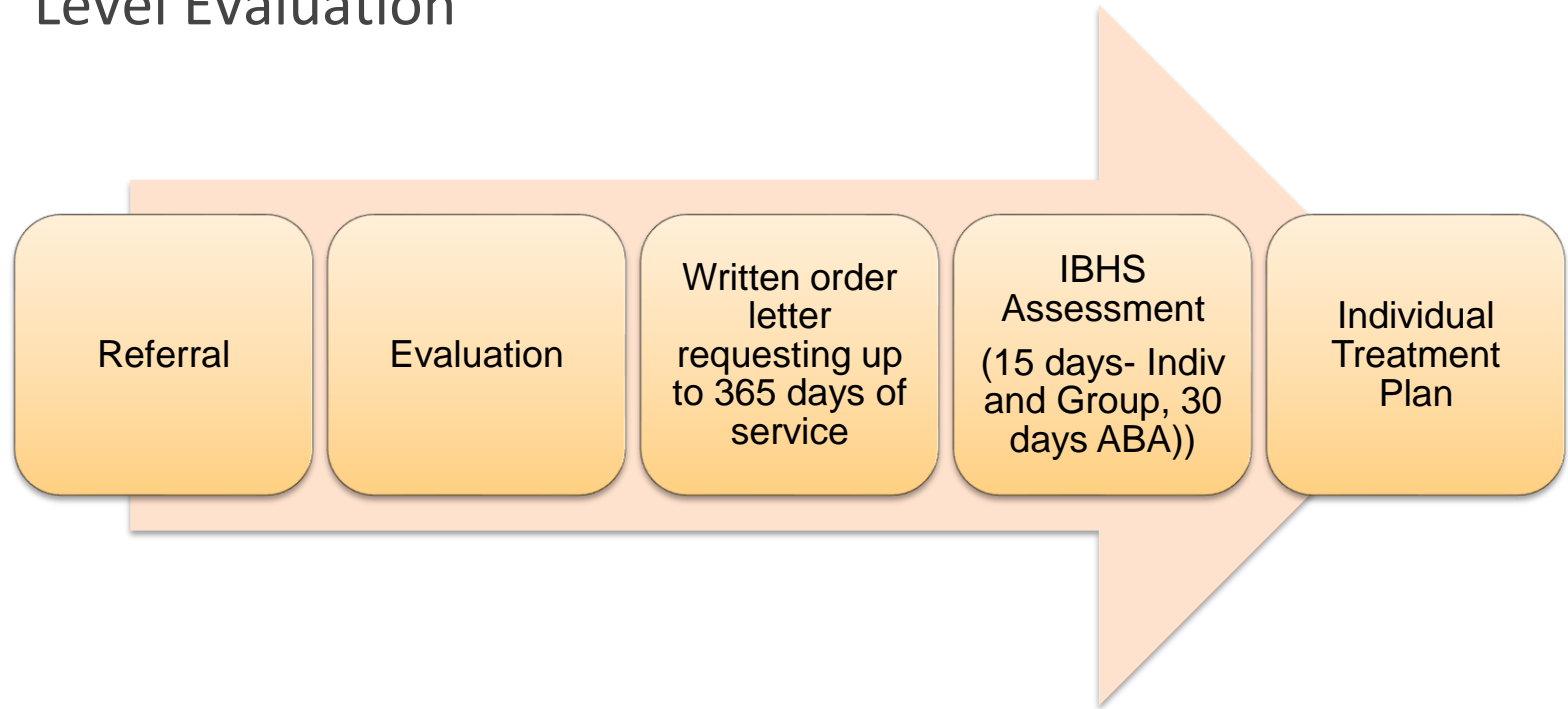 Level Evaluation
Referral
Evaluation
Written order
letter
requesting up
to 365 days of
service
IBHS
Assessment
(15 days- Indiv
and Group, 30
days ABA))
Individual
Treatment
Plan